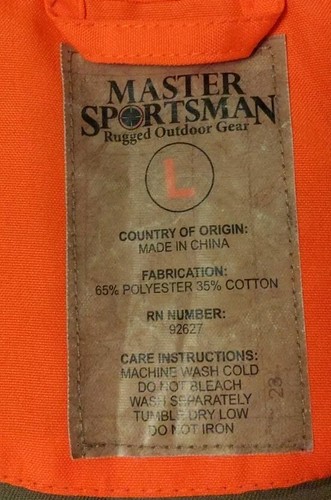 MASTER
SPORTSMAN
Rugged Outdoor Gear
L
COUNTRY OF ORIGIN:
MADE IN CHINA
FABRICATION:
65% POLYESTER 35% COTTON
RN NUMBER:
92627
CARE INSTRUCTIONS:
MACHINE WASH COLD
DO NOT BLEACH
WASH SEPARATELY
TUMBLE DRY LOW
DO NOT IRON
23